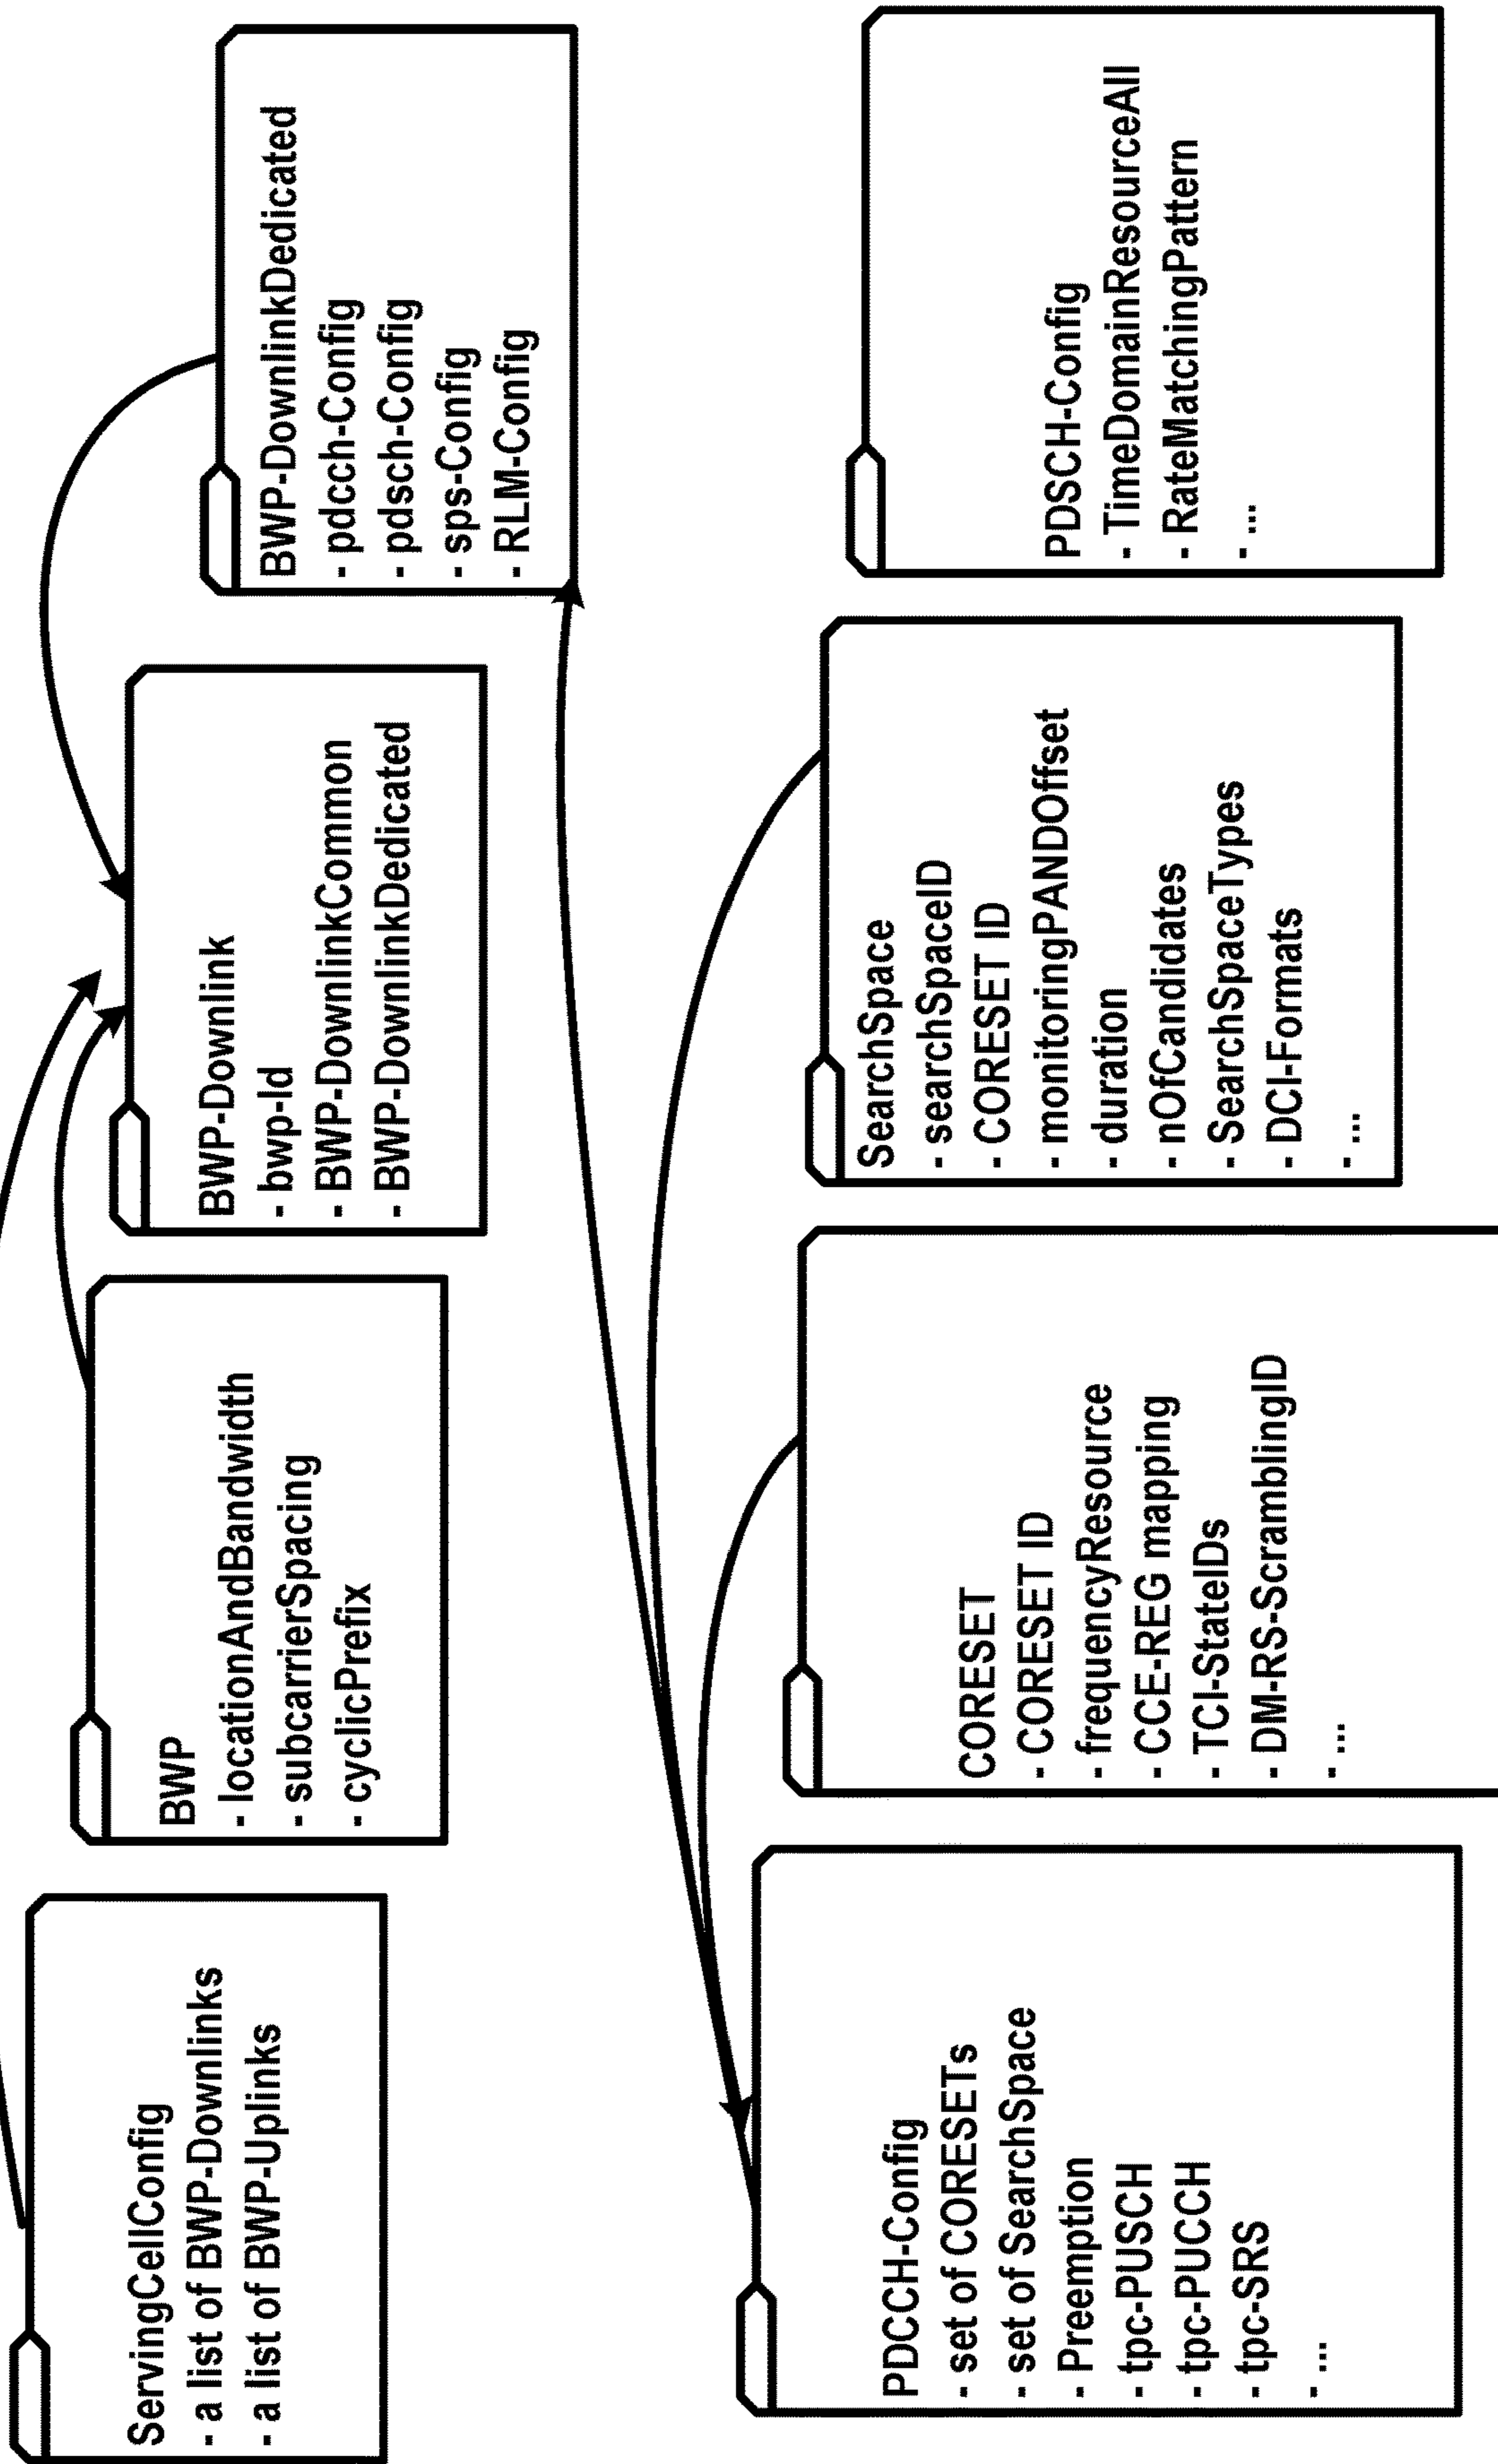 ServingCellConfig
- a list of BWP-Downlinks
- a list of BWP-Uplinks
BWP
- locationAndBandwidth
- subcarrierSpacing
- cyclicPrefix
BWP-Downlink
- bwp-Id
- BWP-DownlinkCommon
- BWP-DownlinkDedicated
BWP-DownlinkDedicated
- pdcch-Config
- pdsch-Config
- sps-Config
- RLM-Config
PDCCH-Config
- set of CORESETs
- set of SearchSpace
- Preemption
- tpc-PUSCH
- tpc-PUCCH
- tpc-SRS
- ...
CORESET
- CORESET ID
- frequencyResource
- CCE-REG mapping
- TCI-StateIDs
- DM-RS-ScramblingID
- ...
SearchSpace
- searchSpaceID
- CORESET ID
- monitoringPANDOffset
- duration
- nOfCandidates
- SearchSpaceTypes
- DCI-Formats
- ...
PDSCH-Config
- TimeDomainResourceAll
- RateMatchingPattern
- ...